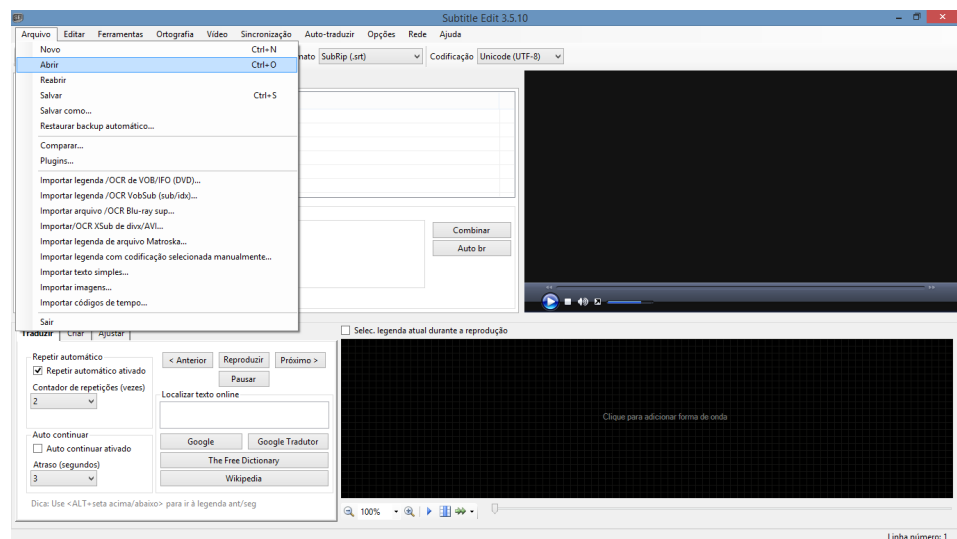 Subtitle Edit 3.5.10
Arquivo Editar Ferramentas Ortografia Vídeo Sincronização Auto-traduzir Opções Rede Ajuda
Novo Ctrl+N
SubRip (.srt) Codificação Unicode (UTF-8)
Abrir Ctrl+O
Reabrir
Salvar Ctrl+S
Salvar como...
Restaurar backup automático...
Comparar...
Plugins...
Importar legenda /OCR de VOB/IFO (DVD)...
Importar legenda /OCR VobSub (sub/idx)...
Importar arquivo /OCR Blu-ray sup...
Importar/OCR XSub de divx/AVI...
Importar legenda de arquivo Matroska...
Importar legenda com codificação selecionada manualmente...
Importar texto simples...
Importar imagens...
Importar códigos de tempo...
Sair
Combinar
Auto br
Traduzir Criar Ajustar
Selec. legenda atual durante a reprodução
Repetir automático
Repetir automático ativado
Contador de repetições (vezes)
2
Auto continuar
Auto continuar ativado
Atraso (segundos)
3
< Anterior Reproduzir Próximo >
Pausar
Localizar texto online
Google Google Tradutor
The Free Dictionary
Wikipedia
Dica: Use <ALT+seta acima/abaixo> para ir à legenda ant/seg
Clique para adicionar forma de onda
100%
Linha número: 1